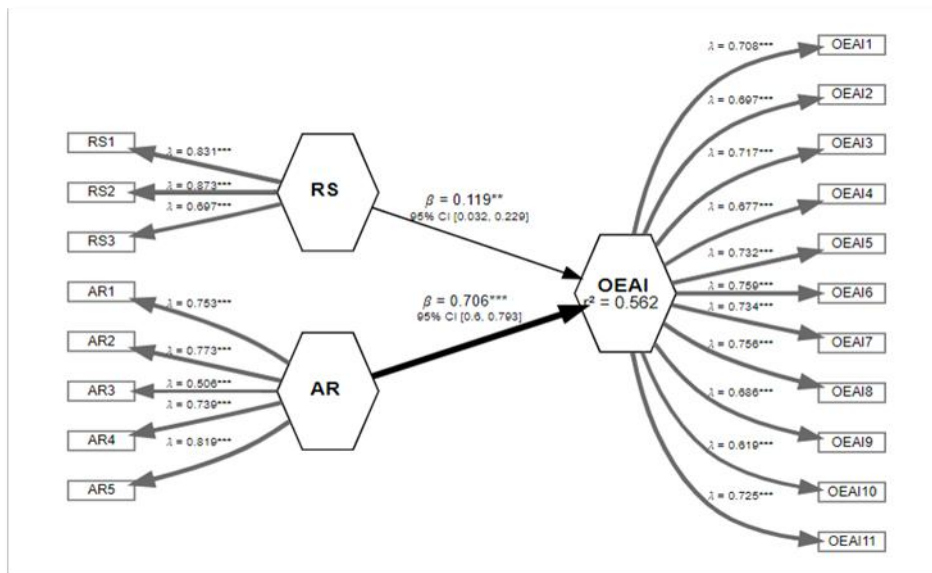 RS1
λ = 0.831***
RS2
λ = 0.873***
RS3
λ = 0.697***
RS
AR1
λ = 0.753***
AR2
λ = 0.773***
AR3
λ = 0.506***
AR4
λ = 0.739***
AR5
λ = 0.819***
AR
β = 0.119**
95% CI [0.032, 0.229]
β = 0.706***
95% CI [0.6, 0.793]
OEAI
r² = 0.562
λ = 0.708***
OEAI1
λ = 0.697***
OEAI2
λ = 0.717***
OEAI3
λ = 0.677***
OEAI4
λ = 0.732***
OEAI5
λ = 0.759***
OEAI6
λ = 0.734***
OEAI7
λ = 0.756***
OEAI8
λ = 0.686***
OEAI9
λ = 0.619***
OEAI10
λ = 0.725***
OEAI11